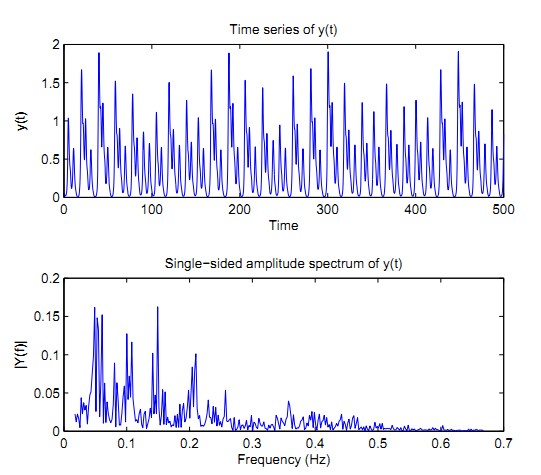 Time series of y(t)
2
1.5
1
0.5
0
y(t)
0 100 200 300 400 500
Time
Single−sided amplitude spectrum of y(t)
0.2
0.15
0.1
0.05
0
|Y(f)|
0 0.1 0.2 0.3 0.4 0.5 0.6 0.7
Frequency (Hz)